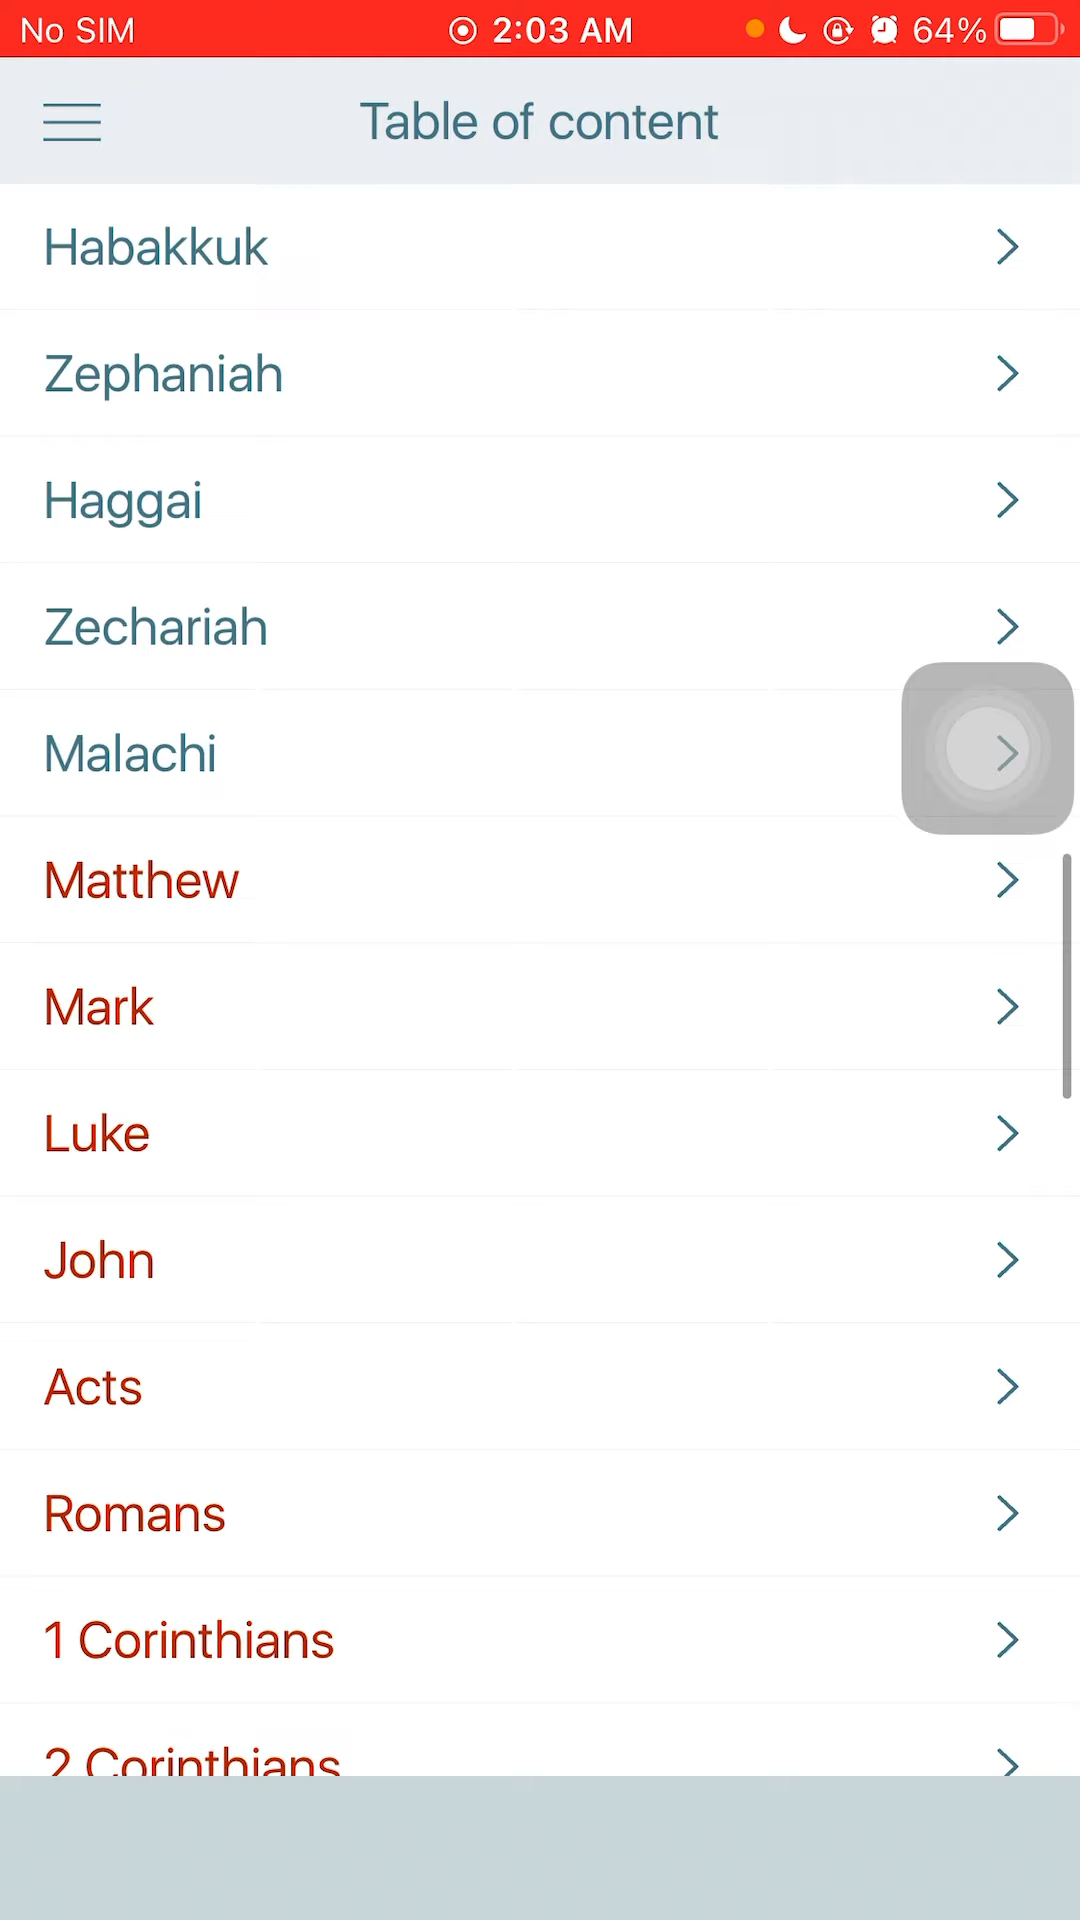 No SIM 2:03 AM 64%
Table of content
Habakkuk
Zephaniah
Haggai
Zechariah
Malachi
Matthew
Mark
Luke
John
Acts
Romans
1 Corinthians
2 Corinthians